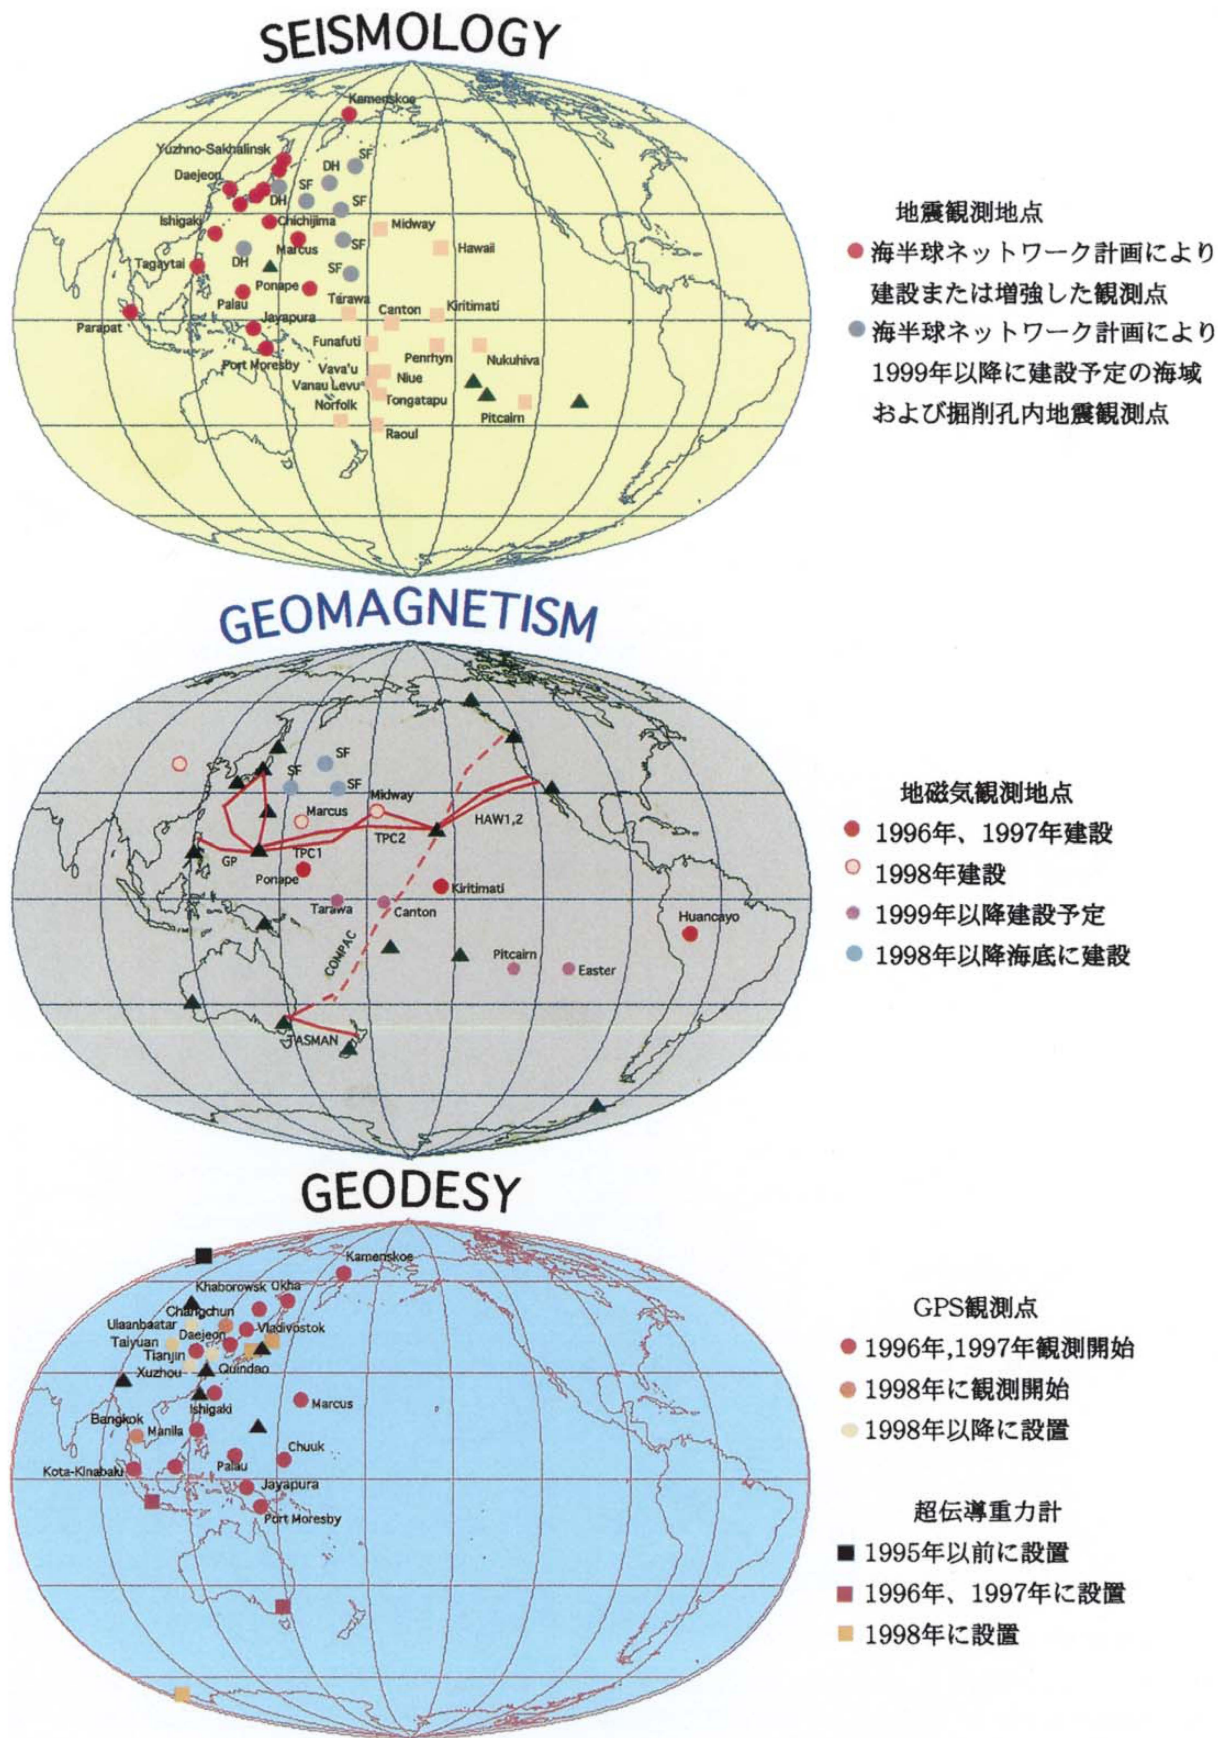 SEISMOLOGY
Kamenskoe
Yuzhno-Sakhalinsk
SF
DH
Daejeon
SF
DH
SF
Ishigaki
Chichijima
Midway
Marcus
SF
Hawaii
DH
Tagaytai
SF
Ponape
Palau
Tarawa
Canton
Kiritimati
Parapat
Jayapura
Funafuti
Penrhyn
Nukuhiva
Port Moresby
Vava'u
Niue
Vanau Levu
Tongatapu
Norfolk
Pitcairn
Raoul
地震観測地点
海半球ネットワーク計画により
建設または増強した観測点
海半球ネットワーク計画により
1999年以降に建設予定の海域
および掘削孔内地震観測点
GEOMAGNETISM
SF
SF
SF
Midway
Marcus
HAW1,2
TPC2
GP
TPC1
Ponape
Kiritimati
Tarawa
Canton
Huancayo
COMPAC
Pitcairn
Easter
TASMAN
地磁気観測地点
1996年、1997年建設
1998年建設
1999年以降建設予定
1998年以降海底に建設
GEODESY
Kamenskoe
Khaborowsk Okha
Changchun
Ulaanbaatar
Vladivostok
Taiyuan
Daejeon
Tianjin
Xuzhou
Quindao
Ishigaki
Marcus
Bangkok
Manila
Chuuk
Kota-Kinabalu
Palau
Jayapura
Port Moresby
GPS観測点
1996年,1997年観測開始
1998年に観測開始
1998年以降に設置
超伝導重力計
1995年以前に設置
1996年、1997年に設置
1998年に設置